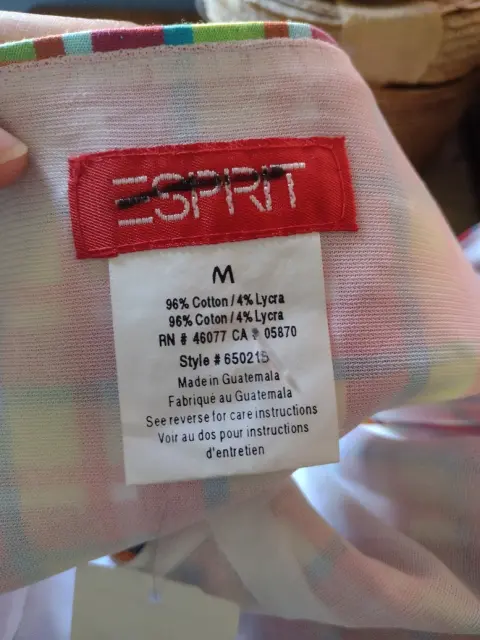 ESPRIT
M
96% Cotton / 4% Lycra
96% Coton / 4% Lycra
RN # 46077 CA # 05870
Style # 650215
Made in Guatemala
Fabriqué au Guatemala
See reverse for care instructions
Voir au dos pour instructions
d'entretien